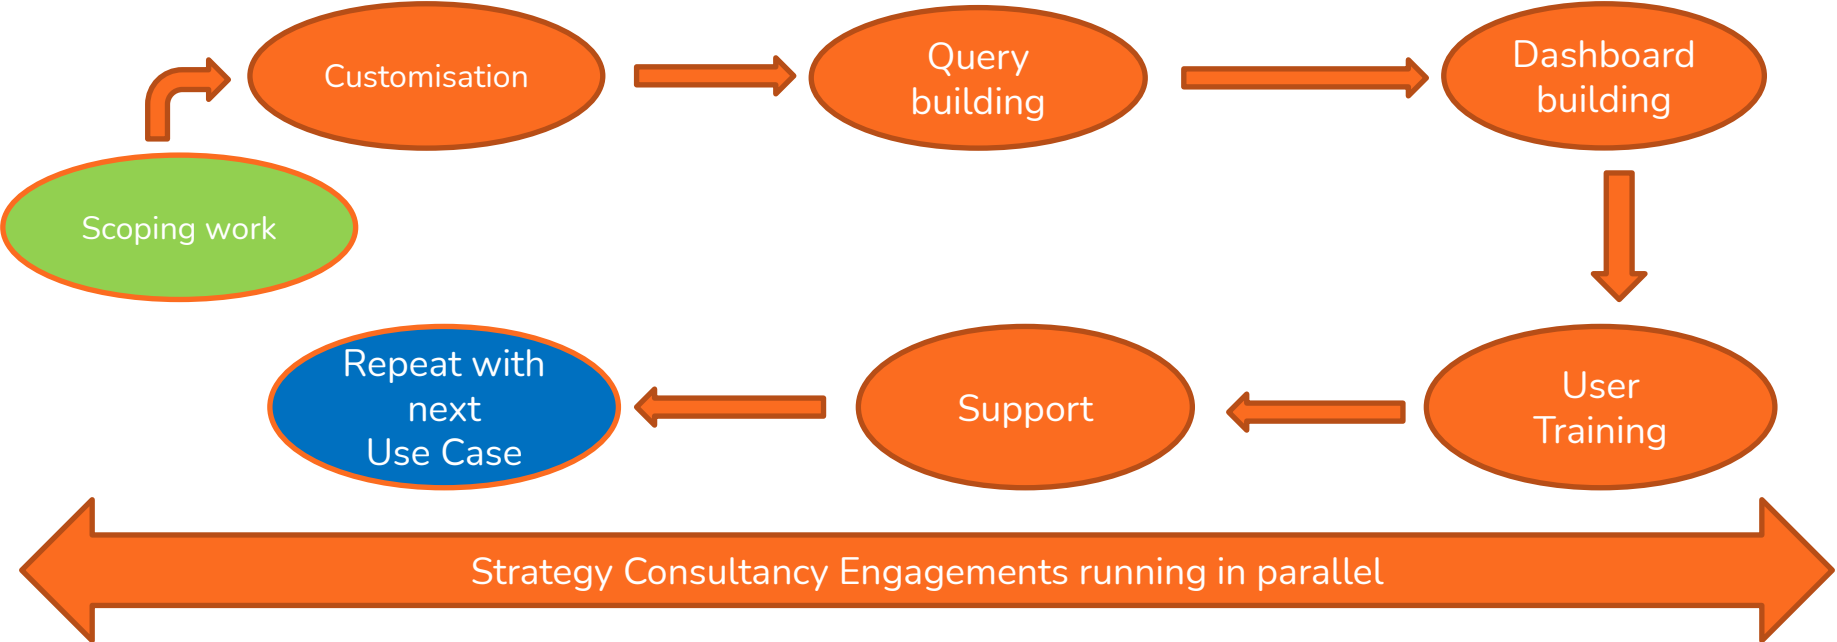 Customisation
Query
building
Dashboard
building
Scoping work
Repeat with
next
Use Case
Support
User
Training
Strategy Consultancy Engagements running in parallel